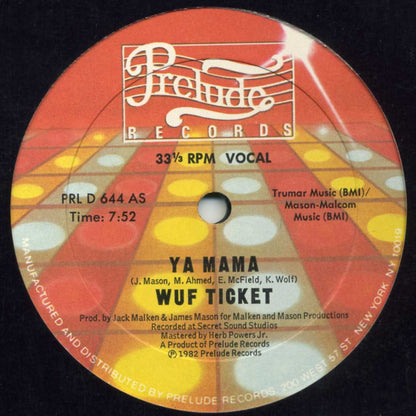 Prelude
RECORDS
33⅓ RPM VOCAL
PRL D 644 AS
Time: 7:52
Trumar Music (BMI)/
Mason-Malcom
Music (BMI)
YA MAMA
(J. Mason, M. Ahmed, E. McField, K. Wolf)
WUF TICKET
Prod. by Jack Malken & James Mason for Malken and Mason Productions
Recorded at Secret Sound Studios
Mastered by Herb Powers Jr.
A Product of Prelude Records
℗ 1982 Prelude Records
MANUFACTURED AND DISTRIBUTED BY PRELUDE RECORDS, 200 WEST 57 ST. NEW YORK, NY 10019